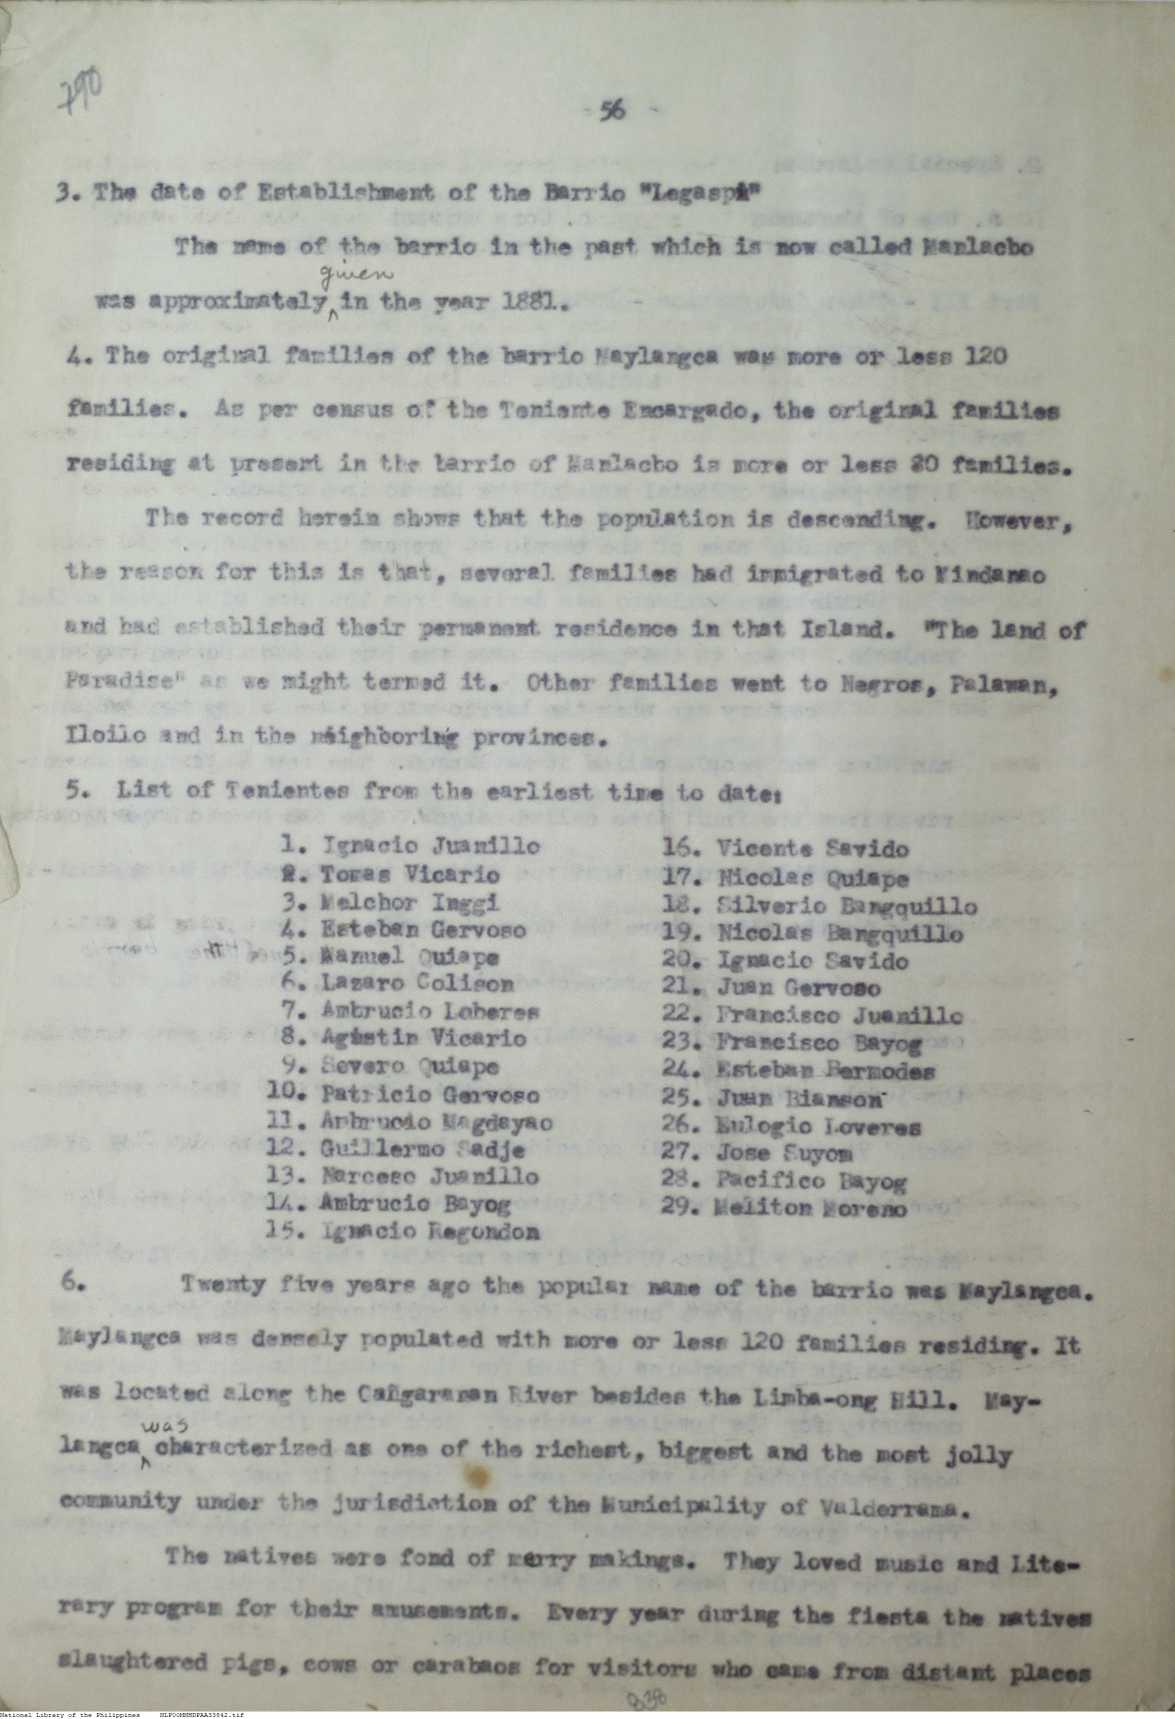 790
- 56 -
3. The date of Establishment of the Barrio "Legaspi"
The name of the barrio in the past which is now called Manlacbo
given
was approximately in the year 1881.
4. The original families of the barrio Maylangca was more or less 120
families. As per census of the Teniente Encargado, the original families
residing at present in the barrio of Manlacbo is more or less 80 families.
The record herein shows that the population is descending. However,
the reason for this is that, several families had immigrated to Mindanao
and had established their permanent residence in that Island. "The land of
Paradise" as we might termed it. Other families went to Negros, Palawan,
Iloilo and in the neighboring provinces.
5. List of Tenientes from the earliest time to date:
1. Ignacio Juanillo
2. Tomas Vicario
3. Melchor Inggi
4. Esteban Gervoso
5. Manuel Quiape
6. Lazaro Colison
7. Ambrucio Loberes
8. Agustin Vicario
9. Severo Quiape
10. Patricio Gervoso
11. Ambrucio Magdayao
12. Guillermo Sadje
13. Narceso Juanillo
14. Ambrucio Bayog
15. Ignacio Regondon
16. Vicente Savido
17. Nicolas Quiape
18. Silverio Bangquillo
19. Nicolas Bangquillo
20. Ignacio Savido
21. Juan Gervoso
22. Francisco Juanillo
23. Francisco Bayog
24. Esteban Bermodes
25. Juan Rianson
26. Eulogio Loveres
27. Jose Suyom
28. Pacifico Bayog
29. Meliton Moreno
6. Twenty five years ago the popular name of the barrio was Maylangca.
Maylangca was densely populated with more or less 120 families residing. It
was located along the Cañgaranan River besides the Limba-ong Hill. May-
was
langca characterized as one of the richest, biggest and the most jolly
community under the jurisdiction of the Municipality of Valderrama.
The natives were fond of merry makings. They loved music and Lite-
rary program for their amusements. Every year during the fiesta the natives
slaughtered pigs, cows or carabaos for visitors who came from distant places
838
National Library of the Philippines NLPOOMNHDPAA33842.tif